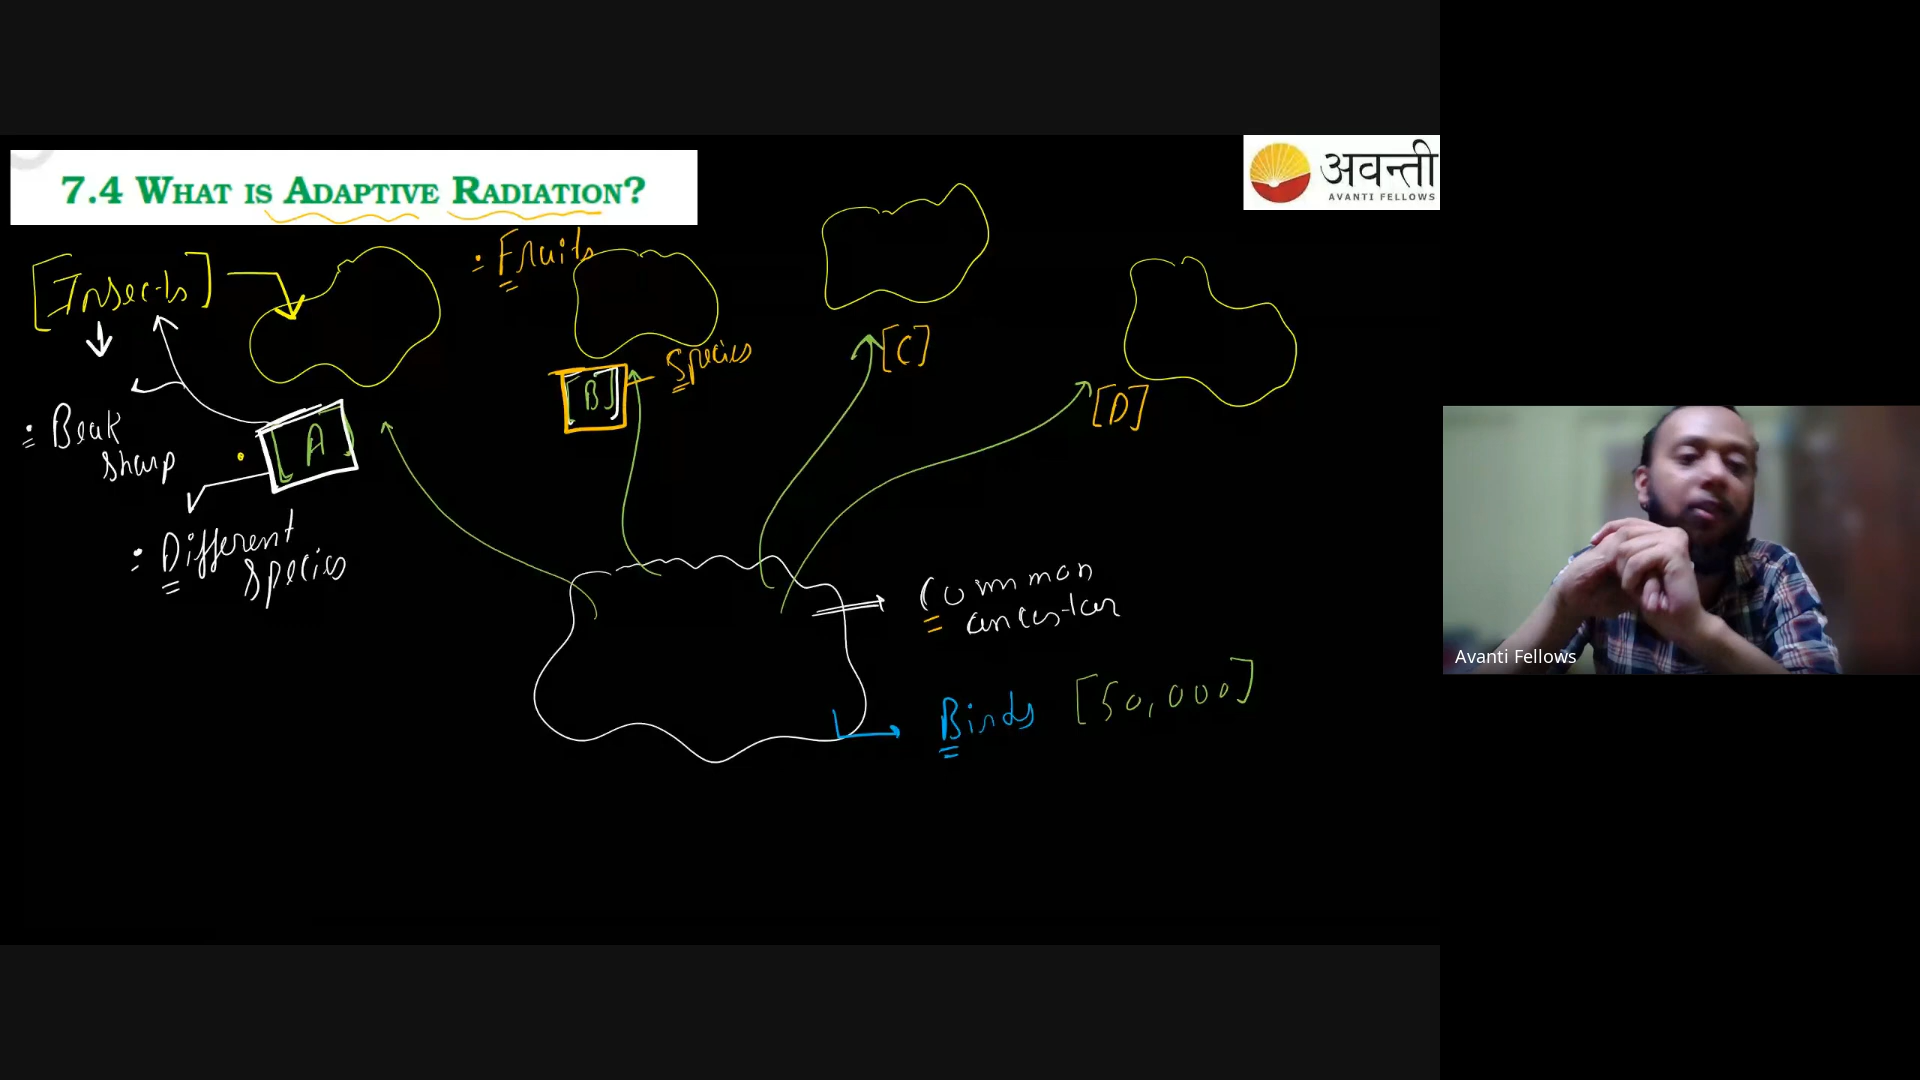 7.4 WHAT IS ADAPTIVE RADIATION?
अवन्ती
AVANTI FELLOWS
[Insects]
: Fruits
[B]
Species
[C]
[D]
: Beak
sharp
[A]
: Different
species
Common
ancestor
Birds [50,000]
Avanti Fellows